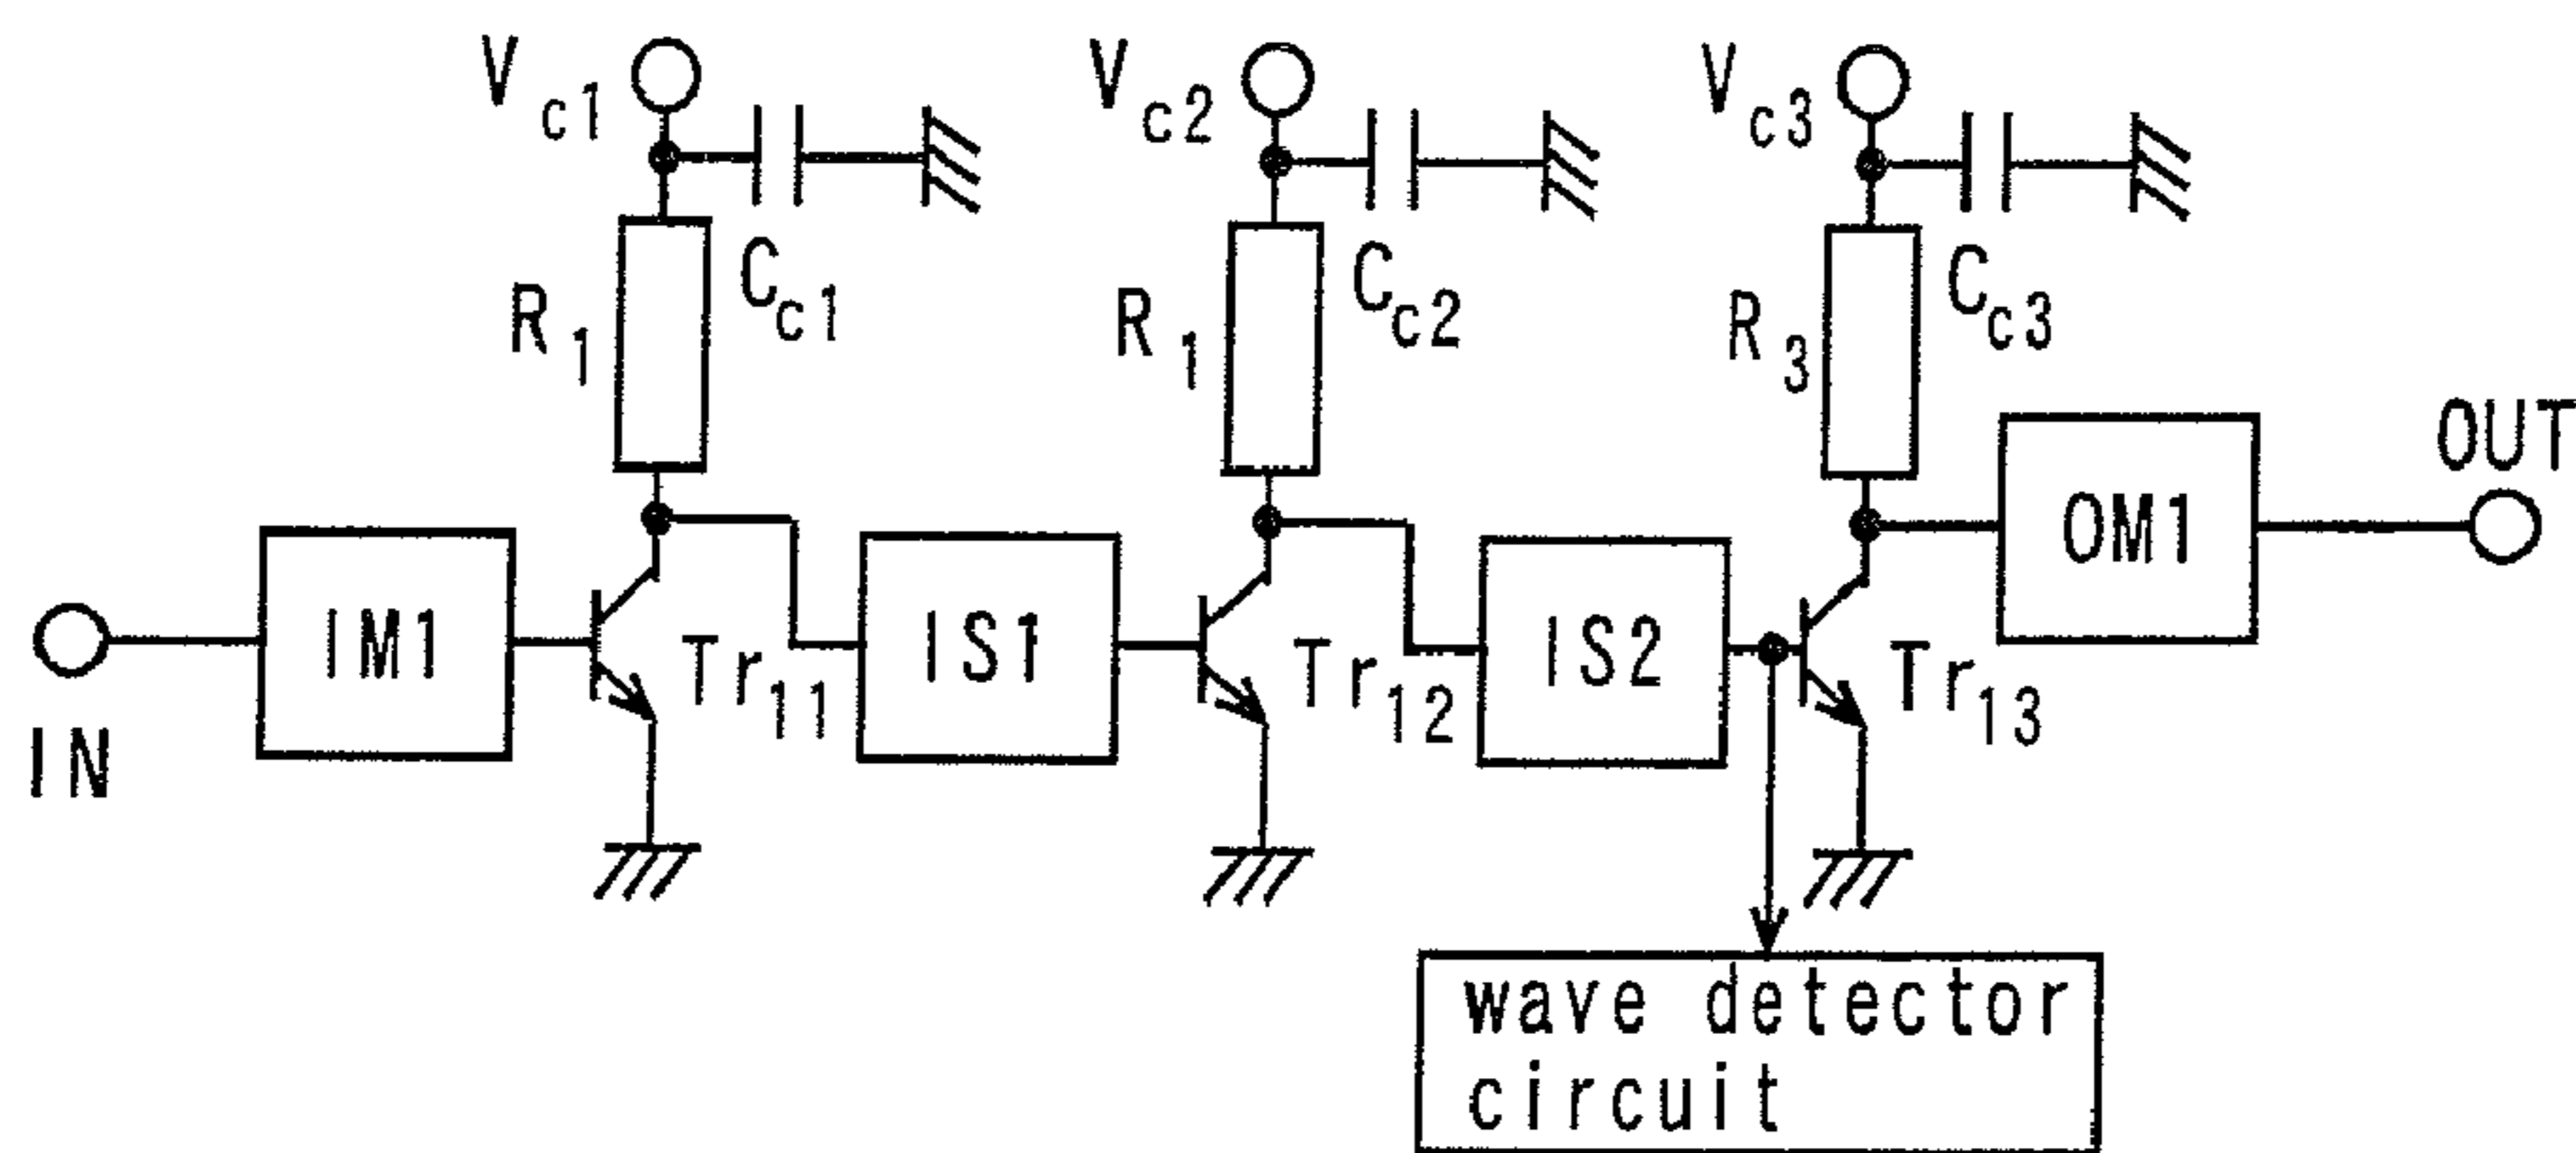 Vc1
Vc2
Vc3
Cc1
Cc2
Cc3
R1
R1
R3
OUT
OM1
IM1
Tr11
IS1
Tr12
IS2
Tr13
IN
wave detector
circuit